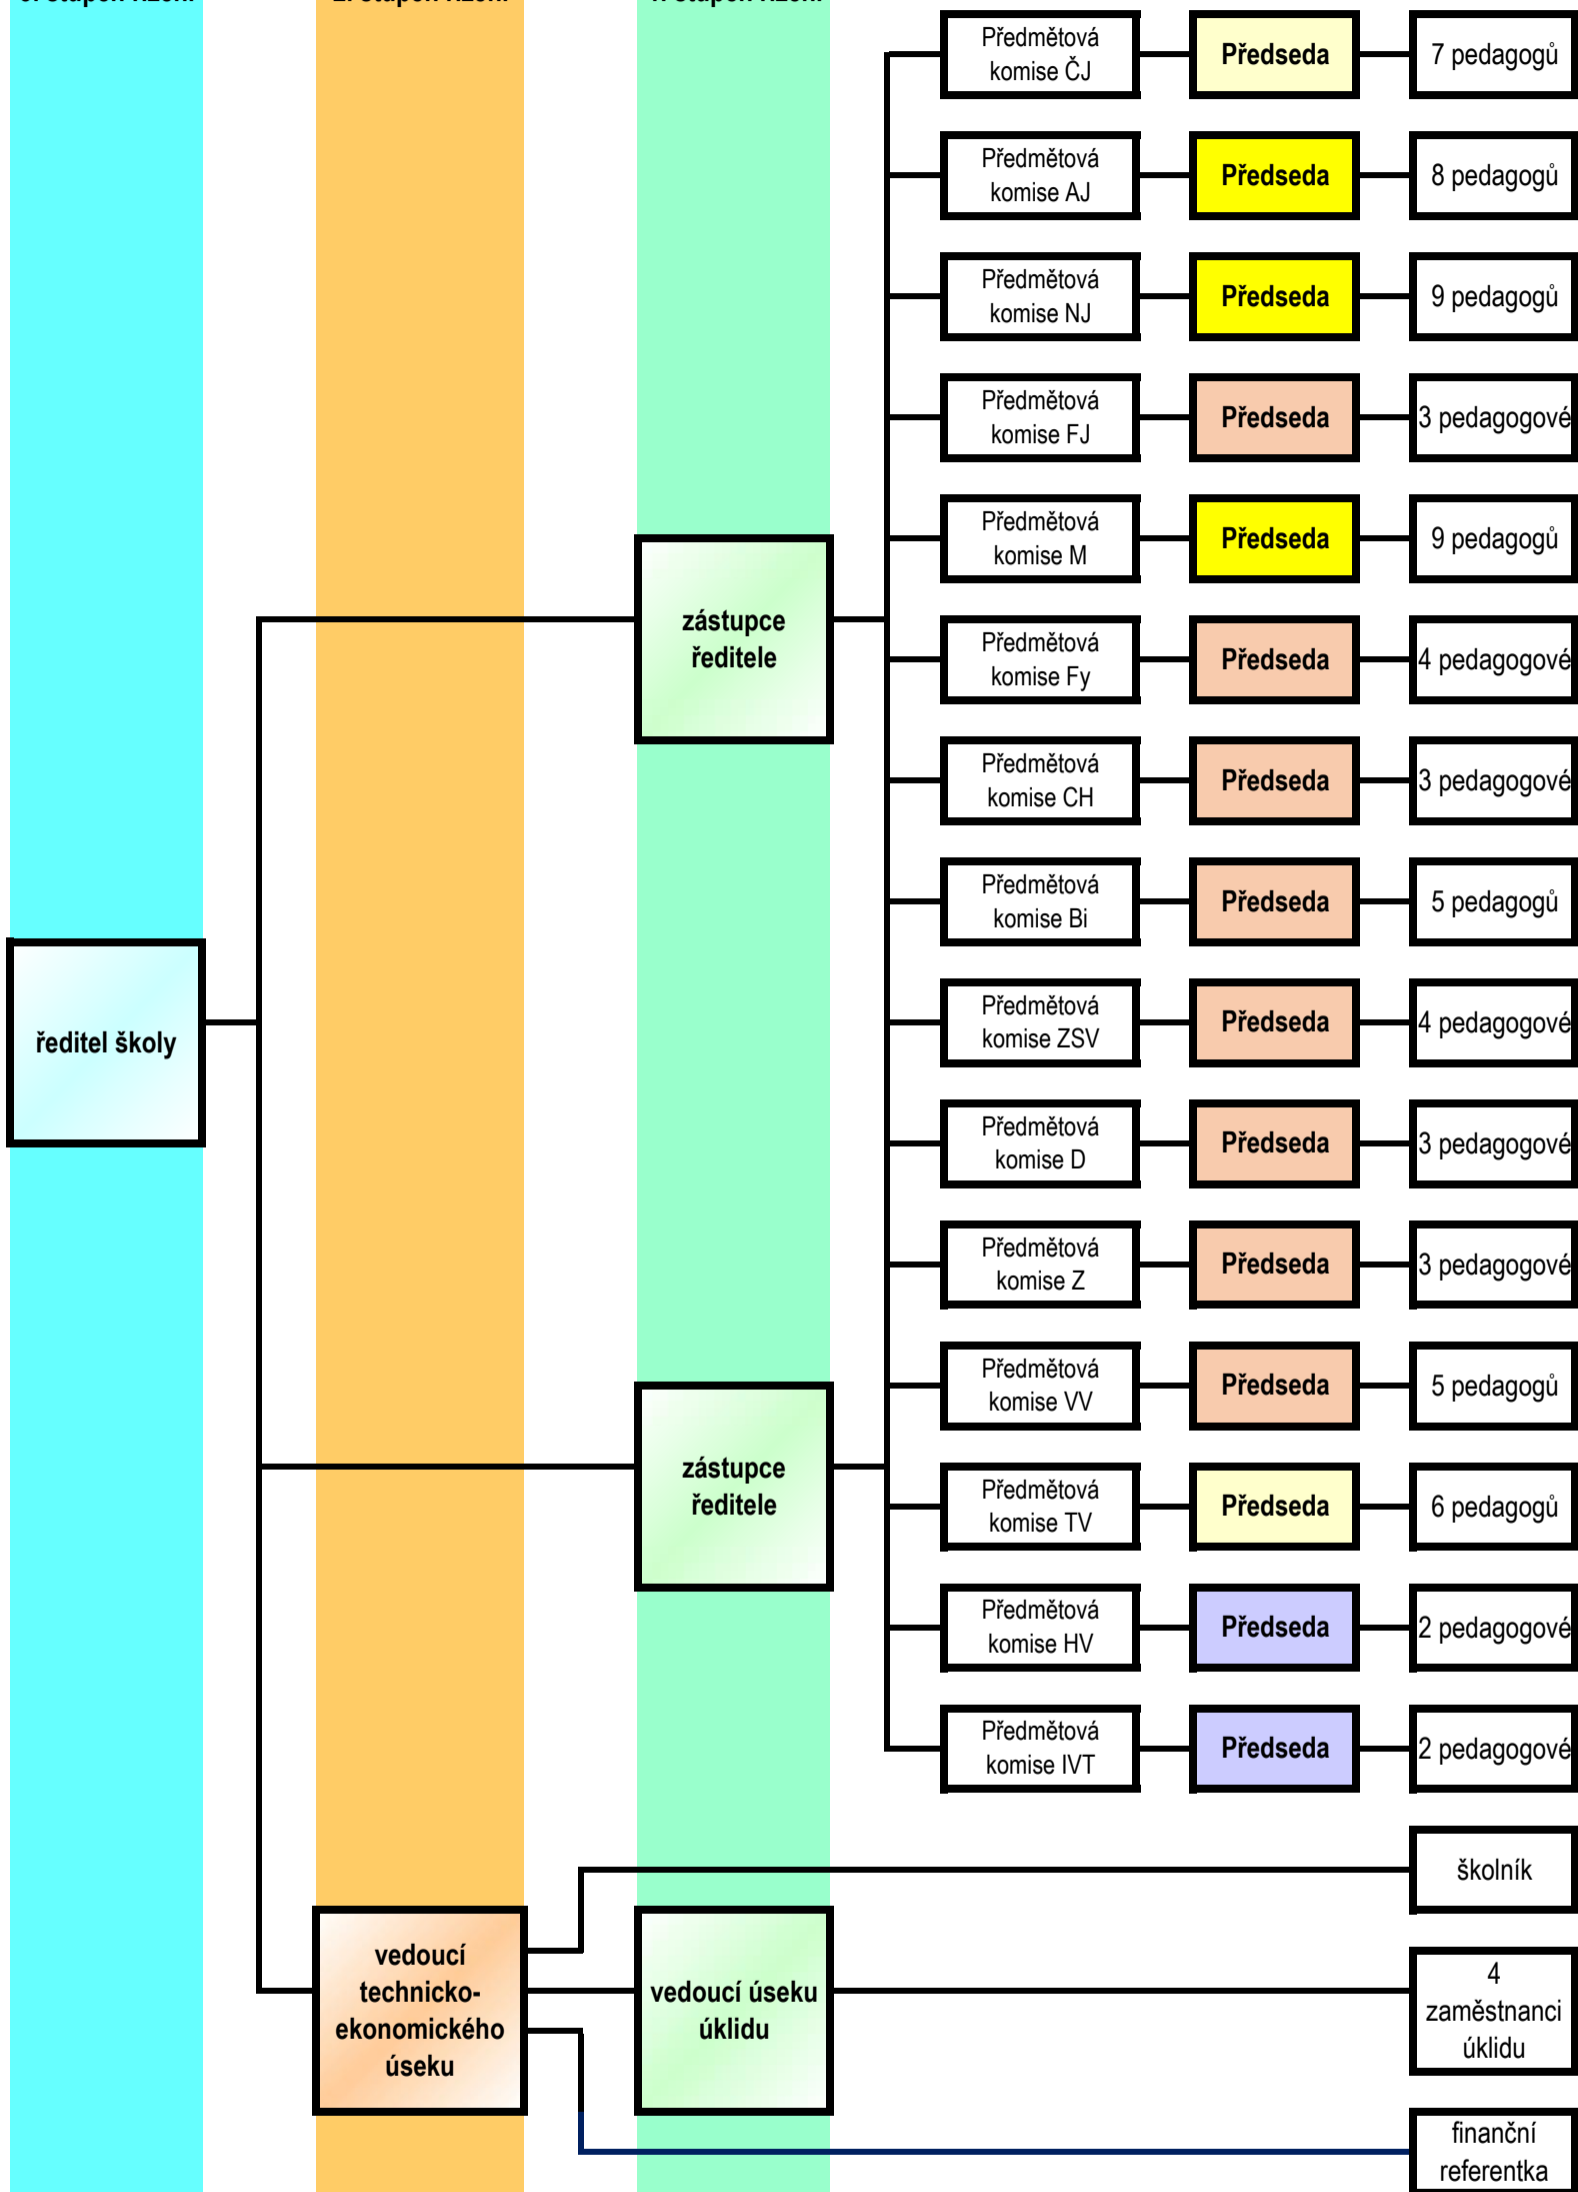 Předmětová
komise ČJ
Předseda
7 pedagogů
Předmětová
komise AJ
Předseda
8 pedagogů
Předmětová
komise NJ
Předseda
9 pedagogů
Předmětová
komise FJ
Předseda
3 pedagogové
Předmětová
komise M
Předseda
9 pedagogů
zástupce
ředitele
Předmětová
komise Fy
Předseda
4 pedagogové
Předmětová
komise CH
Předseda
3 pedagogové
Předmětová
komise Bi
Předseda
5 pedagogů
ředitel školy
Předmětová
komise ZSV
Předseda
4 pedagogové
Předmětová
komise D
Předseda
3 pedagogové
Předmětová
komise Z
Předseda
3 pedagogové
Předmětová
komise VV
Předseda
5 pedagogů
zástupce
ředitele
Předmětová
komise TV
Předseda
6 pedagogů
Předmětová
komise HV
Předseda
2 pedagogové
Předmětová
komise IVT
Předseda
2 pedagogové
školník
vedoucí
technicko-
ekonomického
úseku
vedoucí úseku
úklidu
4
zaměstnanci
úklidu
finanční
referentka